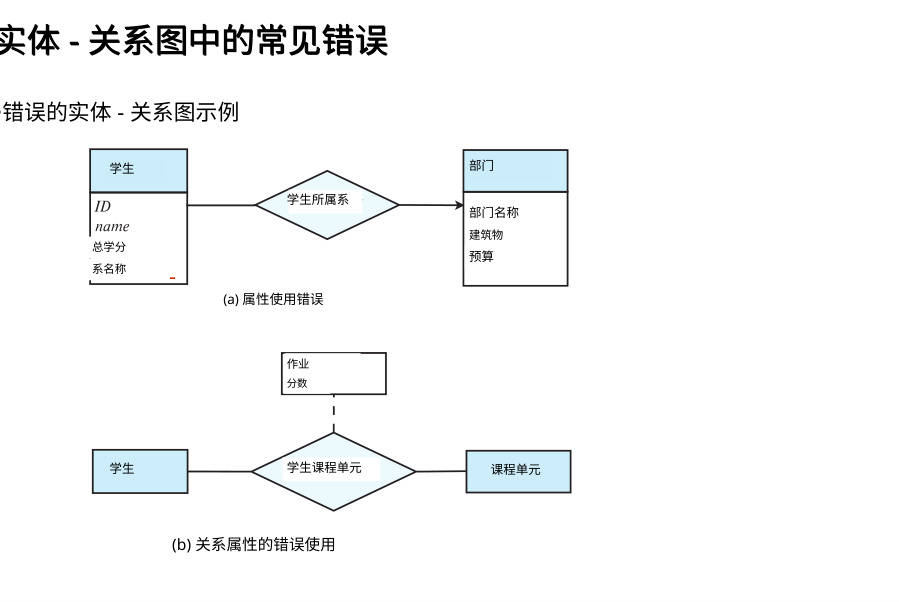 实体 - 关系图中的常见错误
错误的实体 - 关系图示例
学生
ID
name
总学分
系名称
学生所属系
部门
部门名称
建筑物
预算
(a) 属性使用错误
作业
分数
学生
学生课程单元
课程单元
(b) 关系属性的错误使用